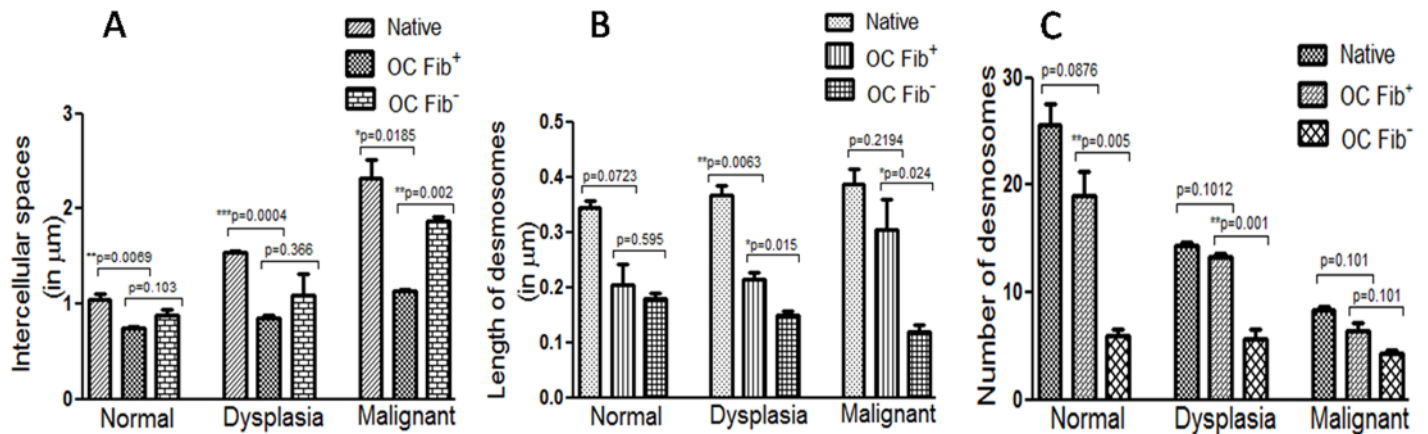 A
Native
OC Fib⁺
OC Fib⁻
Intercellular spaces
(in µm)
3
2
1
0
**p=0.0069
p=0.103
***p=0.0004
p=0.366
*p=0.0185
**p=0.002
Normal
Dysplasia
Malignant
B
Native
OC Fib⁺
OC Fib⁻
Length of desmosomes
(in µm)
0.5
0.4
0.3
0.2
0.1
0.0
p=0.0723
p=0.595
**p=0.0063
*p=0.015
p=0.2194
*p=0.024
Normal
Dysplasia
Malignant
C
Native
OC Fib⁺
OC Fib⁻
Number of desmosomes
30
20
10
0
p=0.0876
**p=0.005
p=0.1012
**p=0.001
p=0.101
p=0.101
Normal
Dysplasia
Malignant